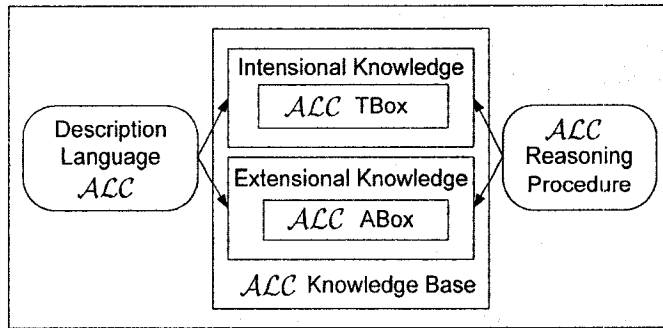 Description
Language
ALC
Intensional Knowledge
ALC TBox
Extensional Knowledge
ALC ABox
ALC Knowledge Base
ALC
Reasoning
Procedure